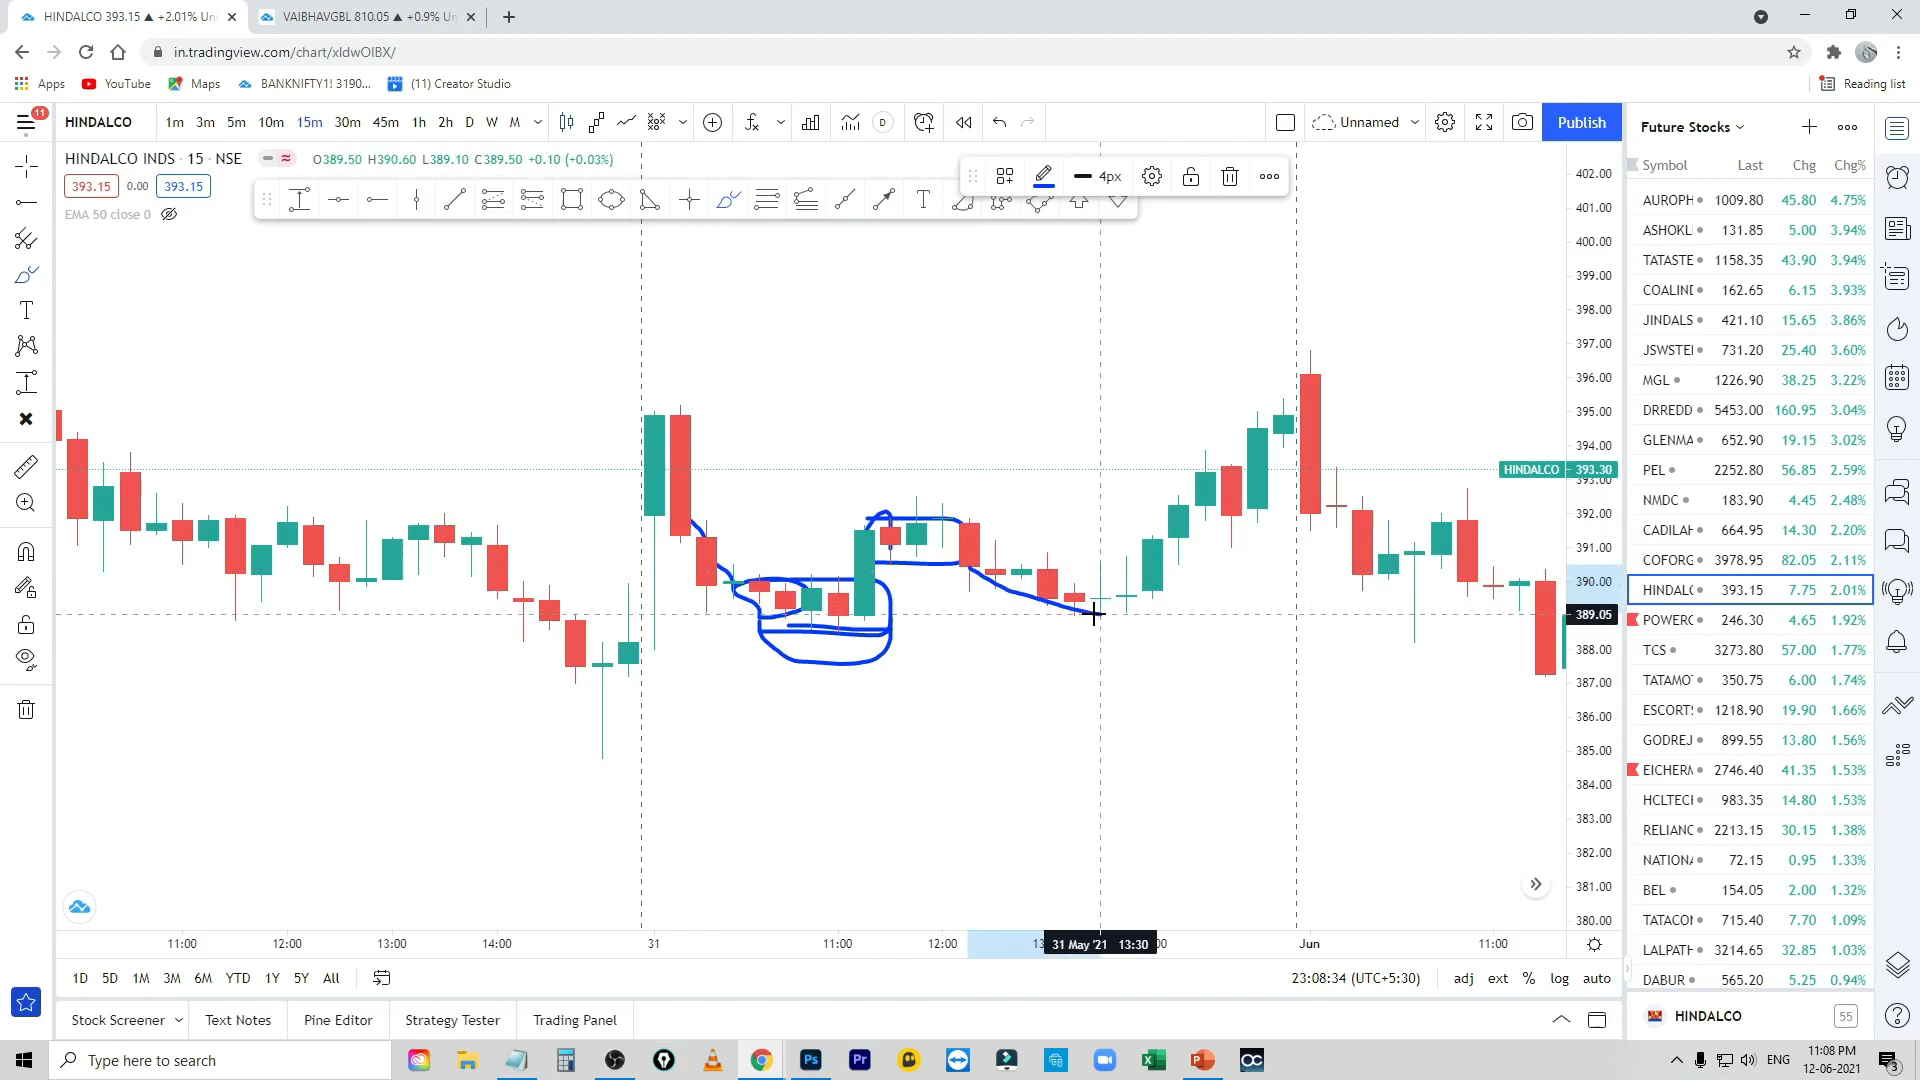 HINDALCO 393.15 ▲ +2.01% Un
VAIBHAVGBL 810.05 ▲ +0.9% Un
in.tradingview.com/chart/xIdwOIBX/
Apps YouTube Maps BANKNIFTY1! 3190... (11) Creator Studio Reading list
11 HINDALCO 1m 3m 5m 10m 15m 30m 45m 1h 2h D W M D Unnamed Publish
HINDALCO INDS · 15 · NSE O389.50 H390.60 L389.10 C389.50 +0.10 (+0.03%)
393.15 0.00 393.15
EMA 50 close 0
4px
402.00
401.00
400.00
399.00
398.00
397.00
396.00
395.00
394.00
HINDALCO 393.30
393.00
392.00
391.00
390.00
389.05
388.00
387.00
386.00
385.00
384.00
383.00
382.00
381.00
380.00
11:00 12:00 13:00 14:00 31 11:00 12:00 31 May '21 13:30 Jun 11:00
1D 5D 1M 3M 6M YTD 1Y 5Y All 23:08:34 (UTC+5:30) adj ext % log auto
Stock Screener Text Notes Pine Editor Strategy Tester Trading Panel
Future Stocks
Symbol Last Chg Chg%
AUROPH 1009.80 45.80 4.75%
ASHOKL 131.85 5.00 3.94%
TATASTE 1158.35 43.90 3.94%
COALIND 162.65 6.15 3.93%
JINDALS 421.10 15.65 3.86%
JSWSTEI 731.20 25.40 3.60%
MGL 1226.90 38.25 3.22%
DRREDD 5453.00 160.95 3.04%
GLENMA 652.90 19.15 3.02%
PEL 2252.80 56.85 2.59%
NMDC 183.90 4.45 2.48%
CADILAH 664.95 14.30 2.20%
COFORG 3978.95 82.05 2.11%
HINDALC 393.15 7.75 2.01%
POWERG 246.30 4.65 1.92%
TCS 3273.80 57.00 1.77%
TATAMO 350.75 6.00 1.74%
ESCORTS 1218.90 19.90 1.66%
GODREJ 899.55 13.80 1.56%
EICHERM 2746.40 41.35 1.53%
HCLTECH 983.35 14.80 1.53%
RELIANC 2213.15 30.15 1.38%
NATIONA 72.15 0.95 1.33%
BEL 154.05 2.00 1.32%
TATACON 715.40 7.70 1.09%
LALPATH 3214.65 32.85 1.03%
DABUR 565.20 5.25 0.94%
HINDALCO 55
Type here to search
ENG 11:08 PM
12-06-2021 3